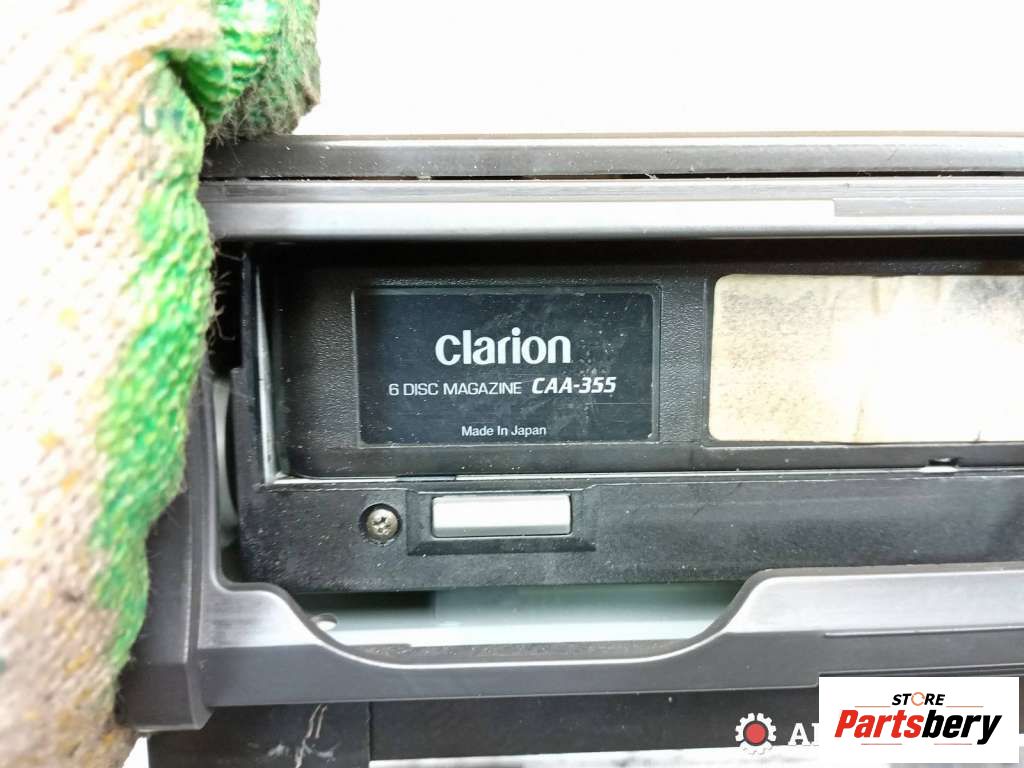 clarion
6 DISC MAGAZINE CAA-355
Made In Japan
STORE
Partsbery